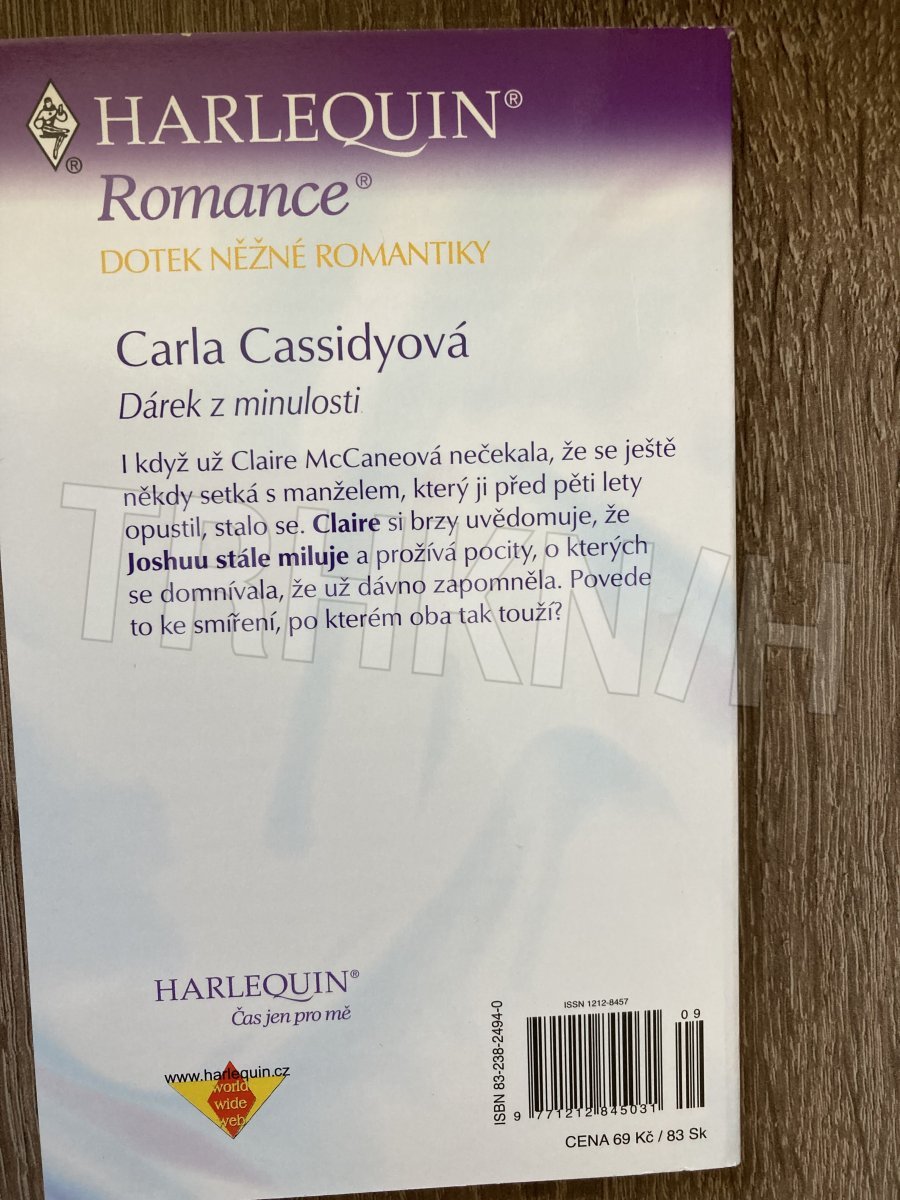 HARLEQUIN®
®
Romance®
DOTEK NĚŽNÉ ROMANTIKY
Carla Cassidyová
Dárek z minulosti
I když už Claire McCaneová nečekala, že se ještě
někdy setká s manželem, který ji před pěti lety
opustil, stalo se. Claire si brzy uvědomuje, že
Joshuu stále miluje a prožívá pocity, o kterých
se domnívala, že už dávno zapomněla. Povede
to ke smíření, po kterém oba tak touží?
TRHKNIH
HARLEQUIN®
Čas jen pro mě
www.harlequin.cz
world
wide
web
ISBN 83-238-2494-0
ISSN 1212-8457
09
9 771212 845031
CENA 69 Kč / 83 Sk